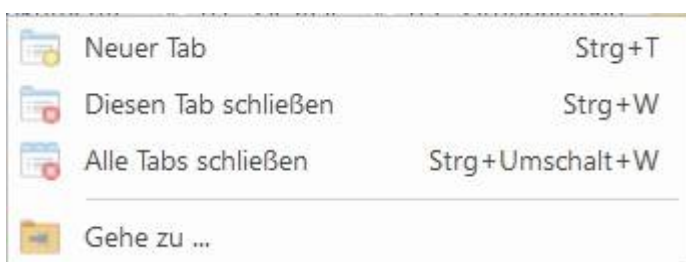 Neuer Tab Strg+T
Diesen Tab schließen Strg+W
Alle Tabs schließen Strg+Umschalt+W
Gehe zu ...